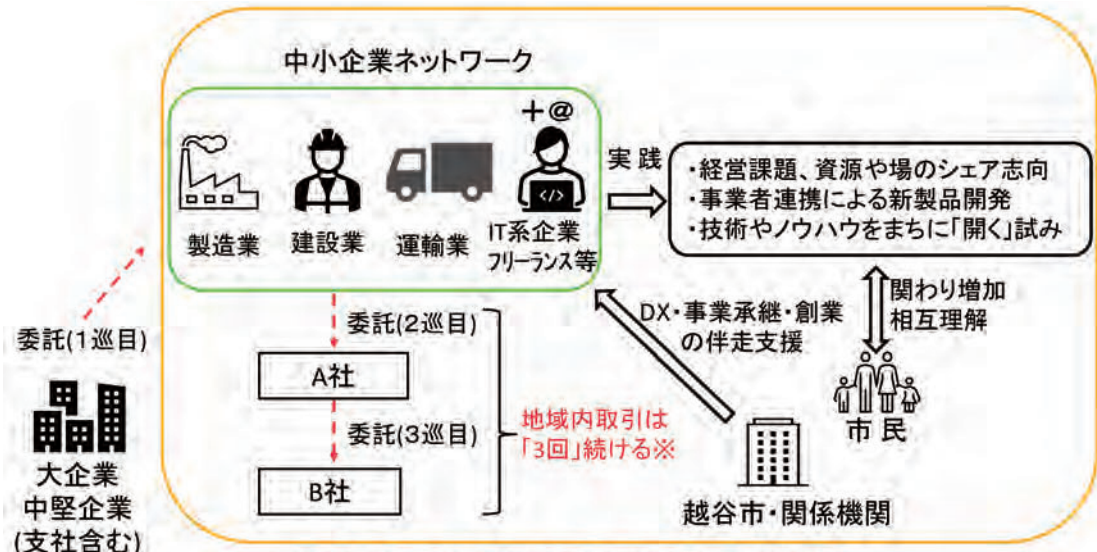 中小企業ネットワーク
+@
</>
製造業
建設業
運輸業
IT系企業
フリーランス等
実践
・経営課題、資源や場のシェア志向
・事業者連携による新製品開発
・技術やノウハウをまちに「開く」試み
関わり増加
相互理解
市民
DX・事業承継・創業
の伴走支援
越谷市・関係機関
委託(1巡目)
大企業
中堅企業
(支社含む)
委託(2巡目)
A社
委託(3巡目)
B社
地域内取引は
「3回」続ける※